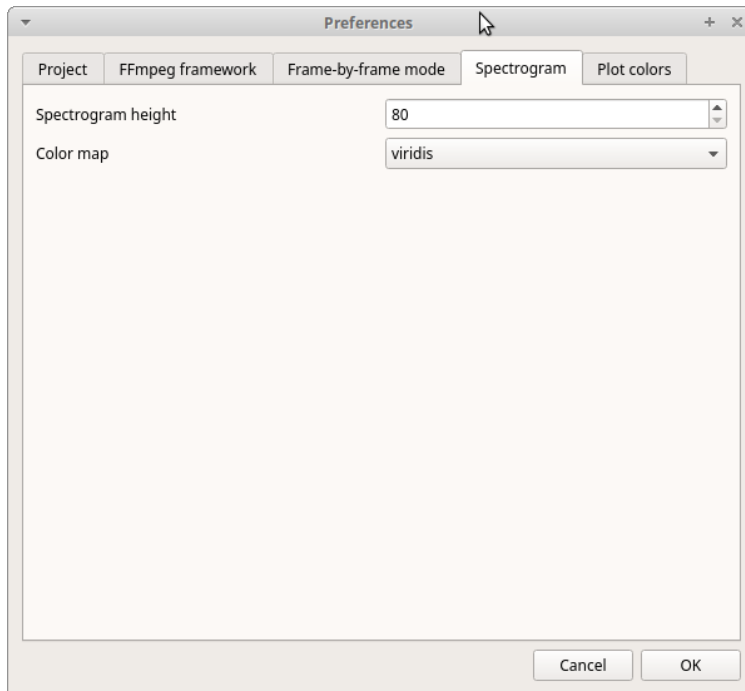 Preferences
Project FFmpeg framework Frame-by-frame mode Spectrogram Plot colors
Spectrogram height 80
Color map viridis
Cancel OK